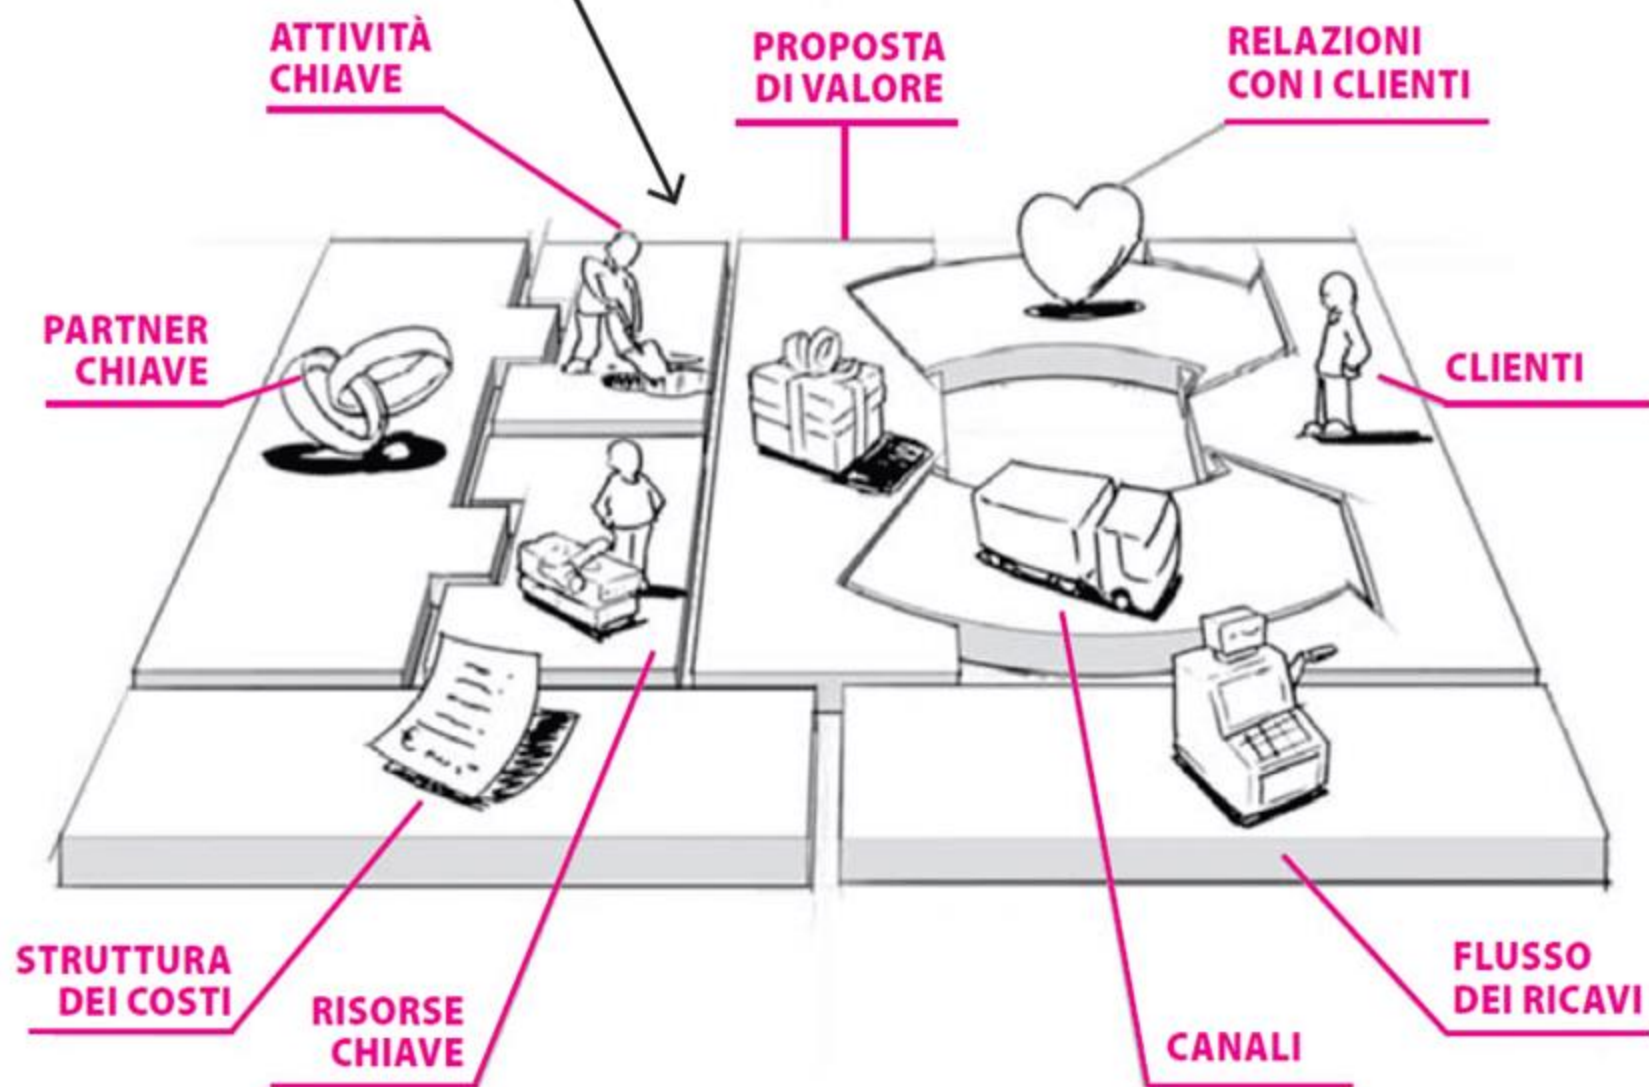 ATTIVITÀ
CHIAVE
PROPOSTA
DI VALORE
RELAZIONI
CON I CLIENTI
PARTNER
CHIAVE
CLIENTI
STRUTTURA
DEI COSTI
RISORSE
CHIAVE
CANALI
FLUSSO
DEI RICAVI